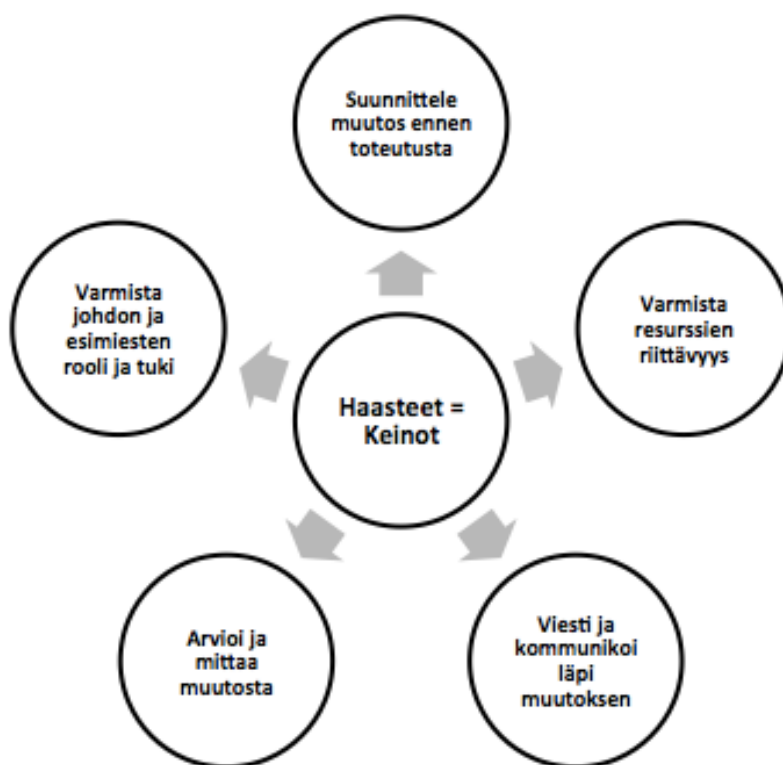 Suunnittele
muutos ennen
toteutusta
Varmista
johdon ja
esimiesten
rooli ja tuki
Varmista
resurssien
riittävyys
Haasteet =
Keinot
Arvioi ja
mittaa
muutosta
Viesti ja
kommunikoi
läpi
muutoksen